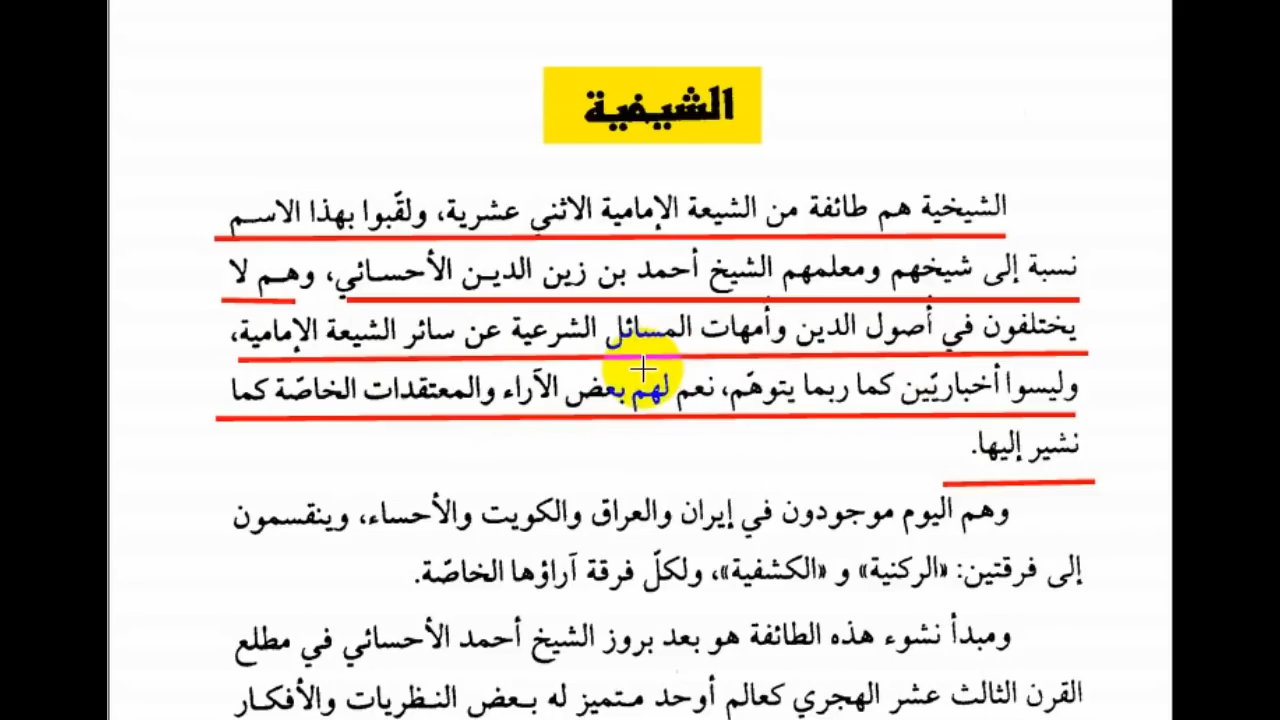 الشيخية
الشيخية هم طائفة من الشيعة الإمامية الاثني عشرية، ولقّبوا بهذا الاسم
نسبة إلى شيخهم ومعلمهم الشيخ أحمد بن زين الدين الأحسائي، وهم لا
يختلفون في أصول الدين وأمهات المسائل الشرعية عن سائر الشيعة الإمامية،
وليسوا أخباريّين كما ربما يتوهّم، نعم لهم بعض الآراء والمعتقدات الخاصّة كما
نشير إليها.
وهم اليوم موجودون في إيران والعراق والكويت والأحساء، وينقسمون
إلى فرقتين: «الركنية» و «الكشفية»، ولكلّ فرقة آراؤها الخاصّة.
ومبدأ نشوء هذه الطائفة هو بعد بروز الشيخ أحمد الأحسائي في مطلع
القرن الثالث عشر الهجري كعالم أوحد متميز له بعض النظريات والأفكار